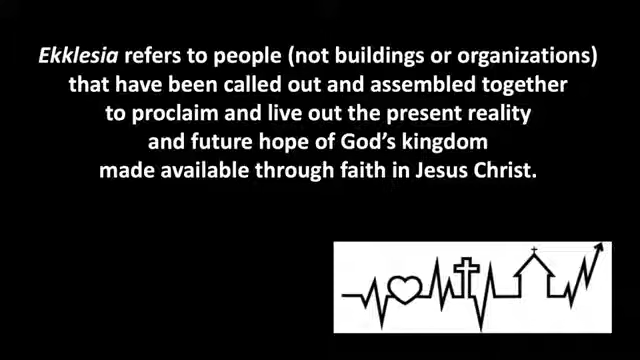 Ekklesia refers to people (not buildings or organizations)
that have been called out and assembled together
to proclaim and live out the present reality
and future hope of God's kingdom
made available through faith in Jesus Christ.